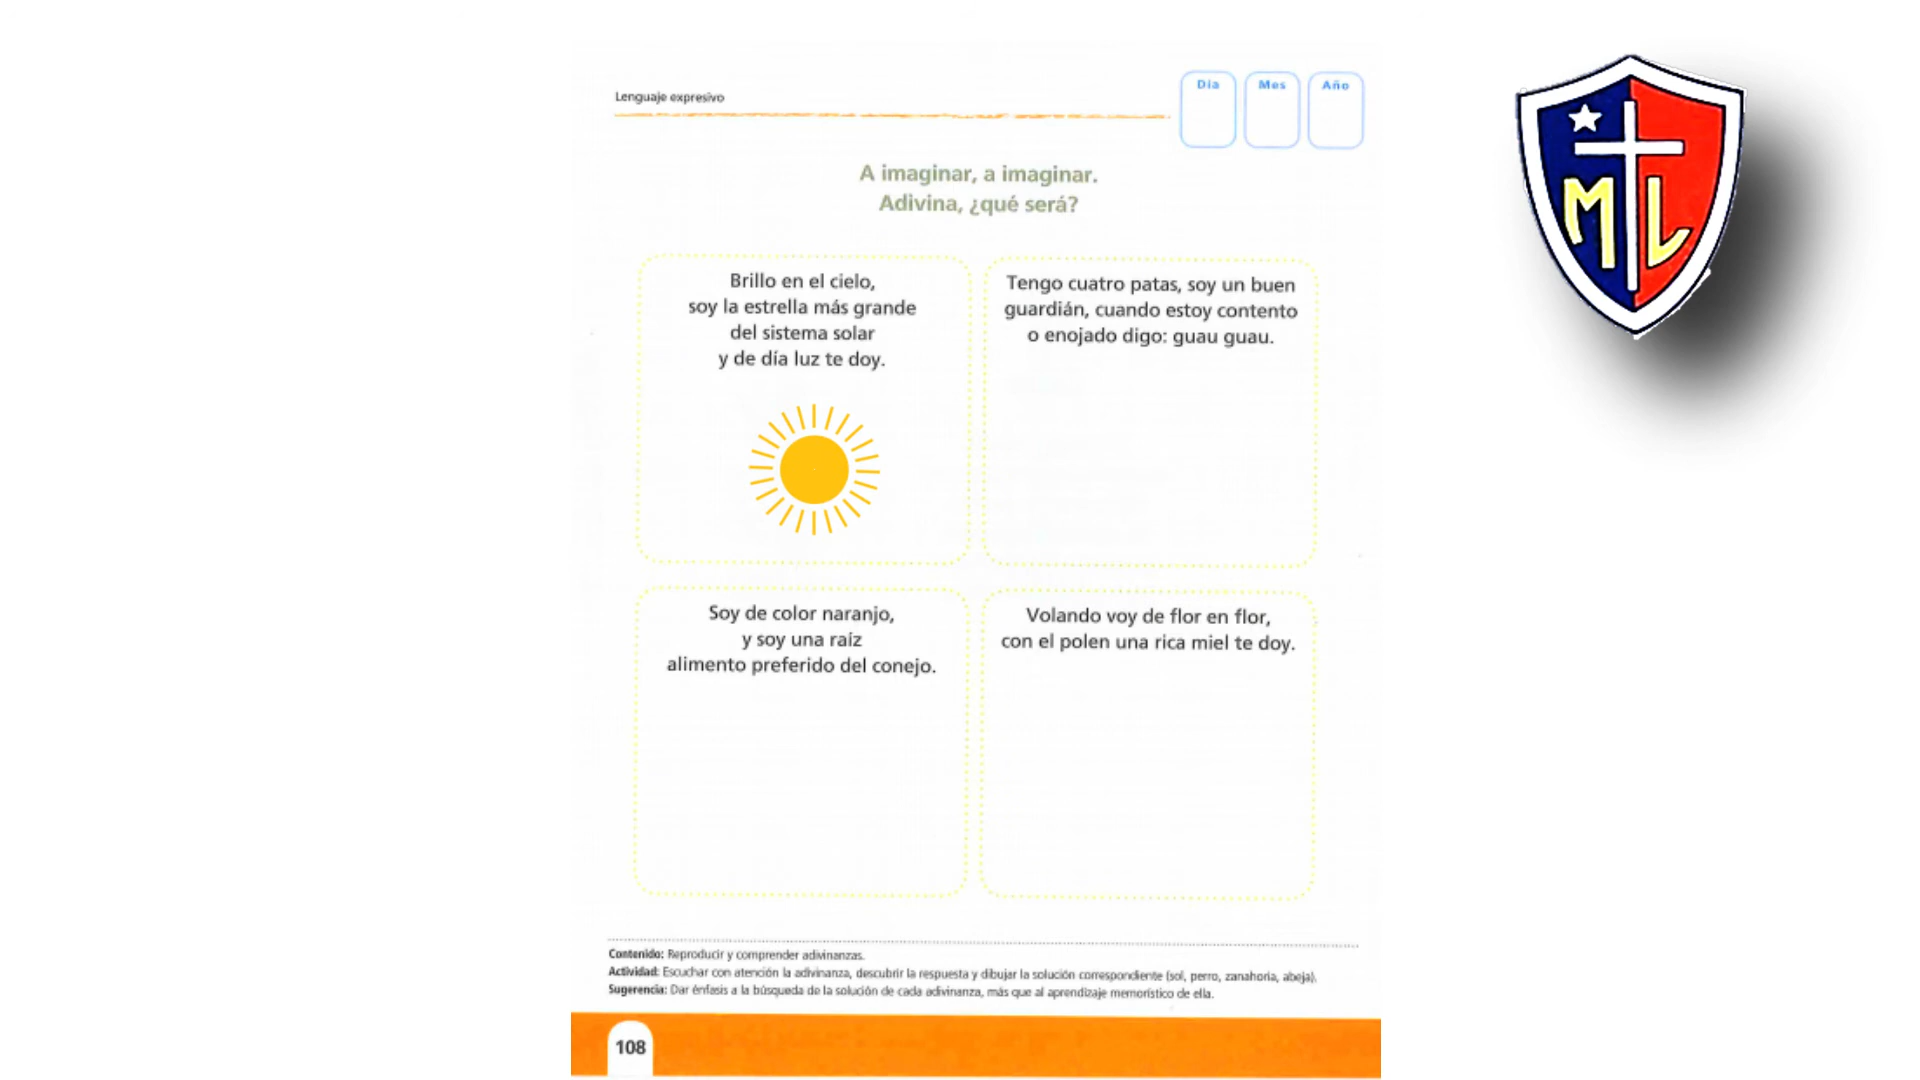 Lenguaje expresivo
Día Mes Año
A imaginar, a imaginar.
Adivina, ¿qué será?
Brillo en el cielo,
soy la estrella más grande
del sistema solar
y de día luz te doy.
Tengo cuatro patas, soy un buen
guardián, cuando estoy contento
o enojado digo: guau guau.
Soy de color naranjo,
y soy una raíz
alimento preferido del conejo.
Volando voy de flor en flor,
con el polen una rica miel te doy.
Contenido: Reproducir y comprender adivinanzas.
Actividad: Escuchar con atención la adivinanza, descubrir la respuesta y dibujar la solución correspondiente (sol, perro, zanahoria, abeja).
Sugerencia: Dar énfasis a la búsqueda de la solución de cada adivinanza, más que al aprendizaje memorístico de ella.
108
ML